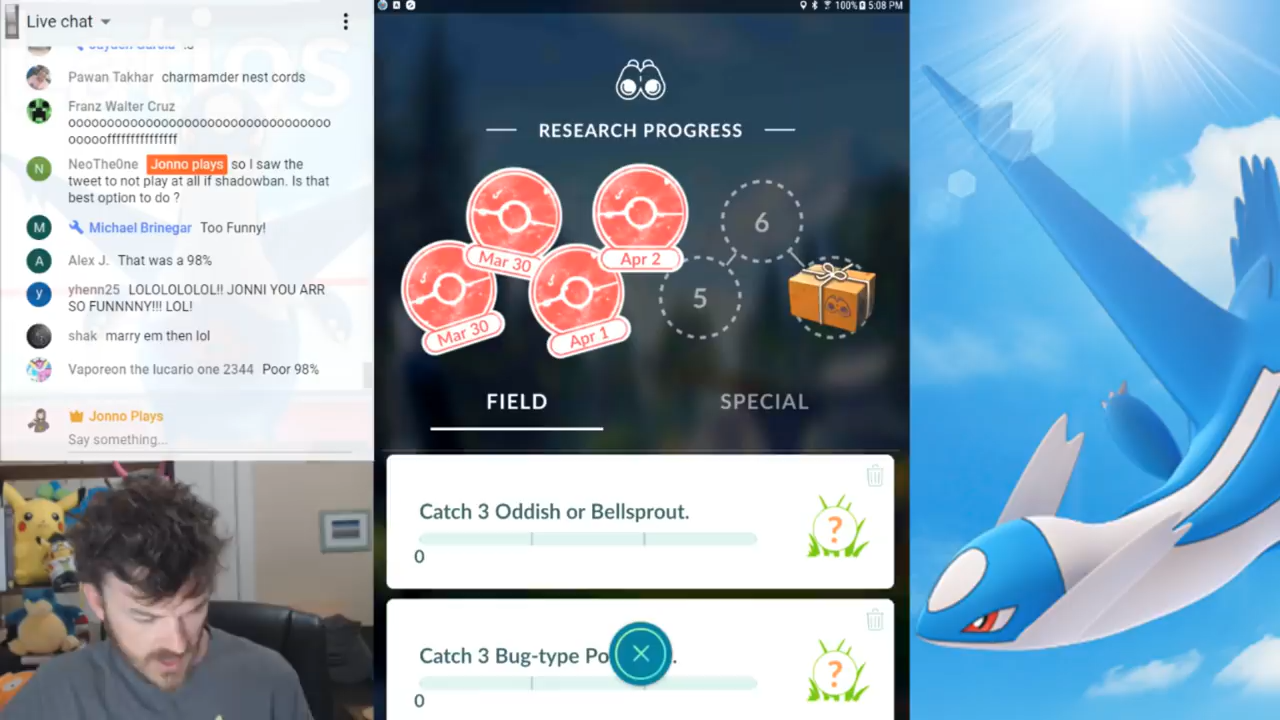 Live chat
Pawan Takhar charmamder nest cords
Franz Walter Cruz
oooooooooooooooooooooooooooooooooo
ooooofffffffffffffff
N NeoThe0ne Jonno plays so I saw the
tweet to not play at all if shadowban. Is that
best option to do ?
M Michael Brinegar Too Funny!
A Alex J. That was a 98%
y yhenn25 LOLOLOLOLOL!! JONNI YOU ARR
SO FUNNNY!!! LOL!
shak marry em then lol
Vaporeon the lucario one 2344 Poor 98%
Jonno Plays
Say something...
100% 5:08 PM
RESEARCH PROGRESS
Mar 30
Mar 30
Apr 1
Apr 2
5
6
FIELD
SPECIAL
Catch 3 Oddish or Bellsprout.
0
?
Catch 3 Bug-type Po
0
?